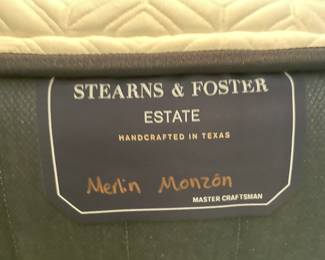 STEARNS & FOSTER
ESTATE
HANDCRAFTED IN TEXAS
Merlin Monzón
MASTER CRAFTSMAN